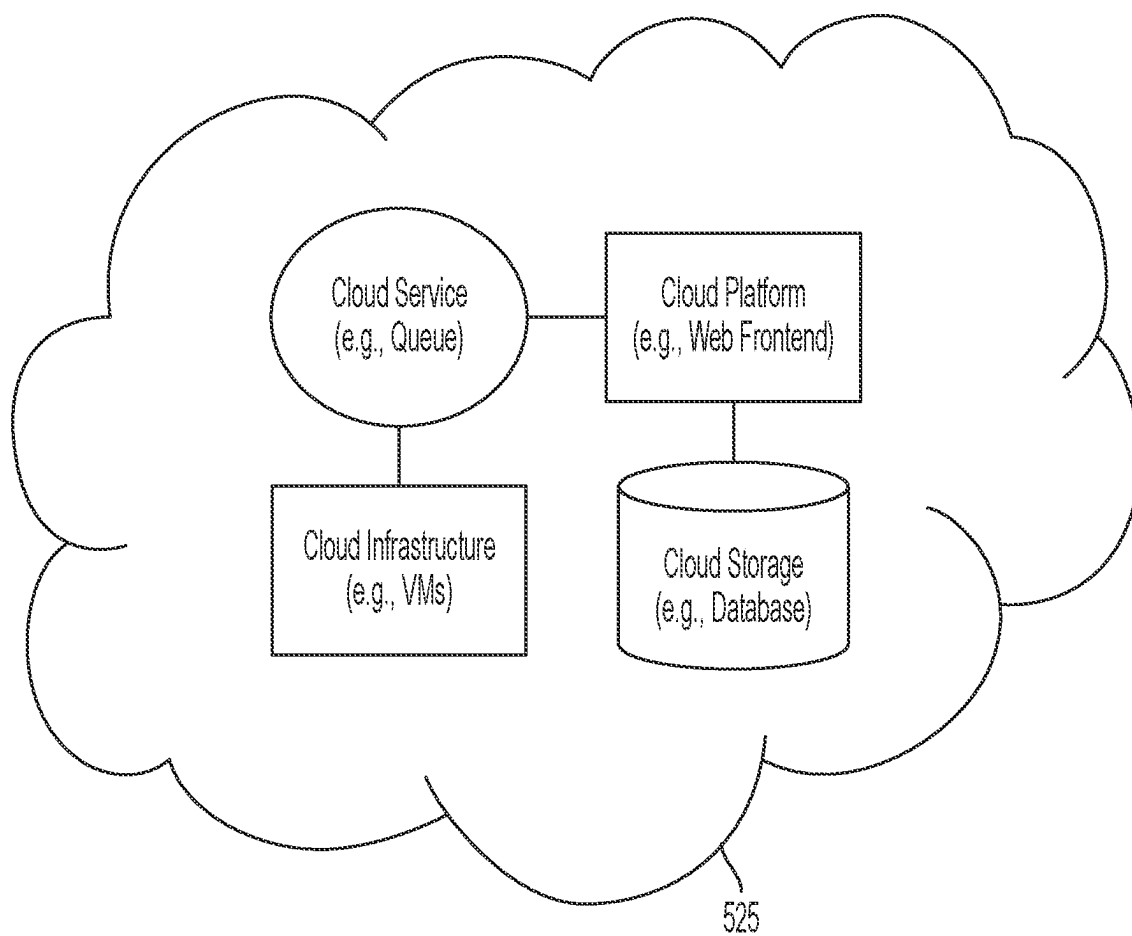 Cloud Service
(e.g., Queue)
Cloud Platform
(e.g., Web Frontend)
Cloud Infrastructure
(e.g., VMs)
Cloud Storage
(e.g., Database)
525